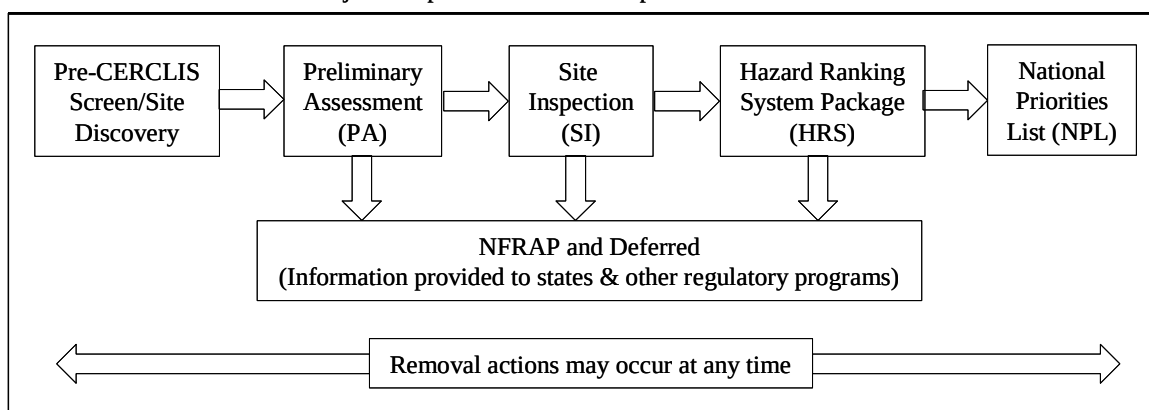 Pre-CERCLIS
Screen/Site
Discovery
Preliminary
Assessment
(PA)
Site
Inspection
(SI)
Hazard Ranking
System Package
(HRS)
National
Priorities
List (NPL)
NFRAP and Deferred
(Information provided to states & other regulatory programs)
Removal actions may occur at any time